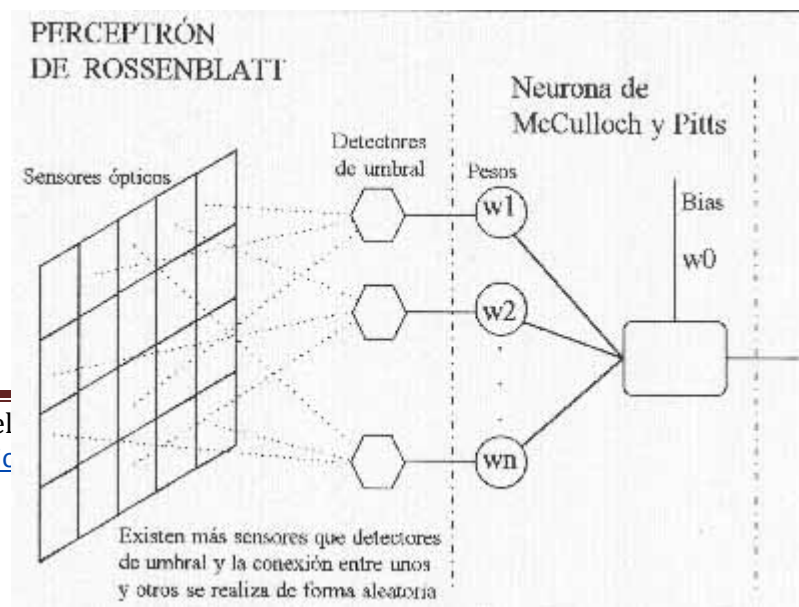 PERCEPTRÓN
DE ROSSENBLATT
Neurona de
McCulloch y Pitts
Detectores
de umbral
Sensores ópticos
Pesos
w1
Bias
w0
w2
wn
el
Existen más sensores que detectores
de umbral y la conexión entre unos
y otros se realiza de forma aleatoria